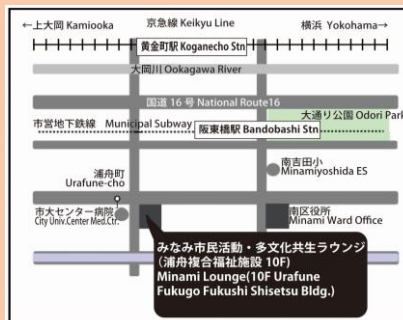 ←上大岡 Kamiooka
京急線 Keikyu Line
横浜 Yokohama→
黄金町駅 Koganecho Stn
大岡川 Ookagawa River
国道 16 号 National Route16
大通り公園 Odori Park
市営地下鉄線 Municipal Subway
阪東橋駅 Bandobashi Stn
浦舟町
Urafune-cho
南吉田小
Minamiyoshida ES
市大センター病院
City Univ.Center Med.Ctr.
南区役所
Minami Ward Office
みなみ市民活動・多文化共生ラウンジ
(浦舟複合福祉施設 10F)
Minami Lounge(10F Urafune
Fukugo Fukushi Shisetsu Bldg.)